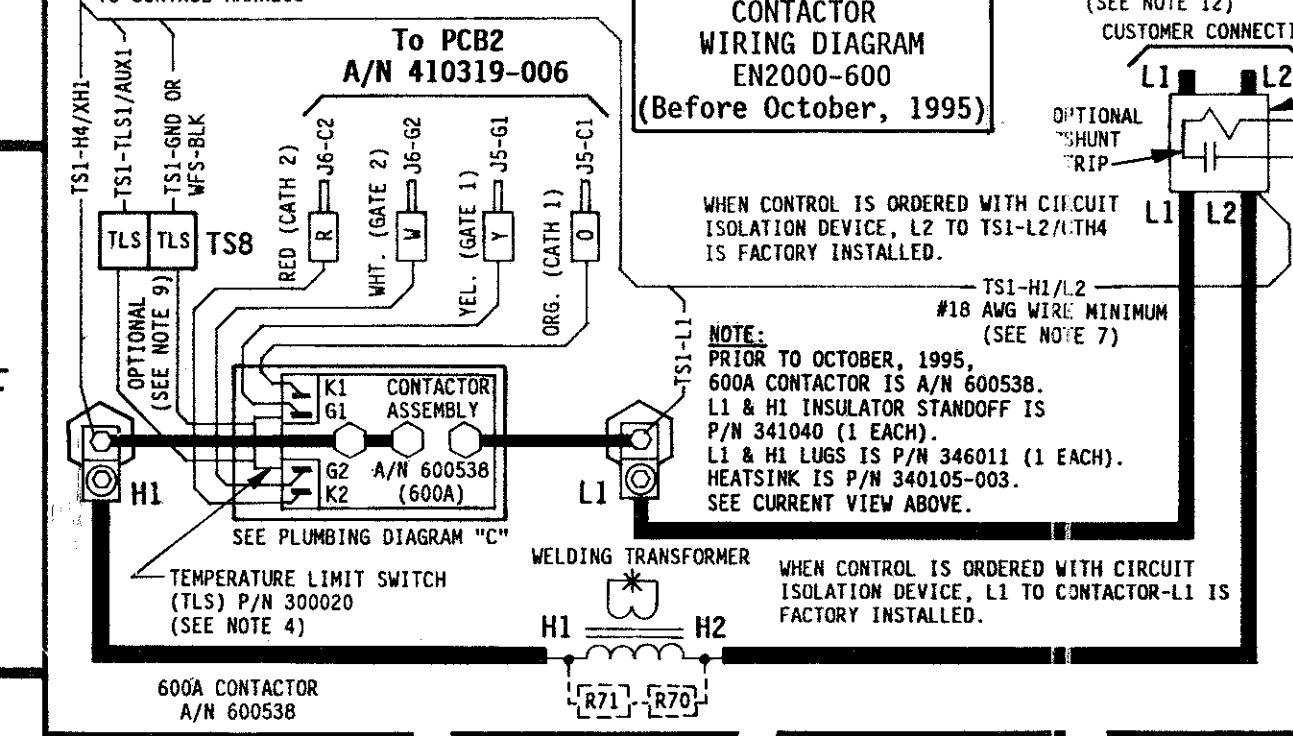 (SEE NOTE 12)
CUSTOMER CONNECTI
CONTACTOR
WIRING DIAGRAM
EN2000-600
(Before October, 1995)
To PCB2
A/N 410319-006
L1
L2
OPTIONAL
SHUNT
TRIP
L1
L2
TS1-H4/XH1
TS1-TLS1/AUX1
TS1-GND OR
WFS-BLK
TLS
TLS
TS8
RED (CATH 2)
J6-C2
R
WHT. (GATE 2)
J6-G2
W
YEL. (GATE 1)
J5-G1
Y
ORG. (CATH 1)
J5-C1
O
WHEN CONTROL IS ORDERED WITH CIRCUIT
ISOLATION DEVICE, L2 TO TS1-L2/LTH4
IS FACTORY INSTALLED.
TS1-H1/L2
#18 AWG WIRE MINIMUM
(SEE NOTE 7)
OPTIONAL
(SEE NOTE 9)
TS1-L1
NOTE:
PRIOR TO OCTOBER, 1995,
600A CONTACTOR IS A/N 600538.
L1 & H1 INSULATOR STANDOFF IS
P/N 341040 (1 EACH).
L1 & H1 LUGS IS P/N 346011 (1 EACH).
HEATSINK IS P/N 340105-003.
SEE CURRENT VIEW ABOVE.
K1
G1
CONTACTOR
ASSEMBLY
G2
K2
A/N 600538
(600A)
H1
L1
SEE PLUMBING DIAGRAM "C"
TEMPERATURE LIMIT SWITCH
(TLS) P/N 300020
(SEE NOTE 4)
WELDING TRANSFORMER
H1
H2
WHEN CONTROL IS ORDERED WITH CIRCUIT
ISOLATION DEVICE, L1 TO CONTACTOR-L1 IS
FACTORY INSTALLED.
R71
R70
600A CONTACTOR
A/N 600538